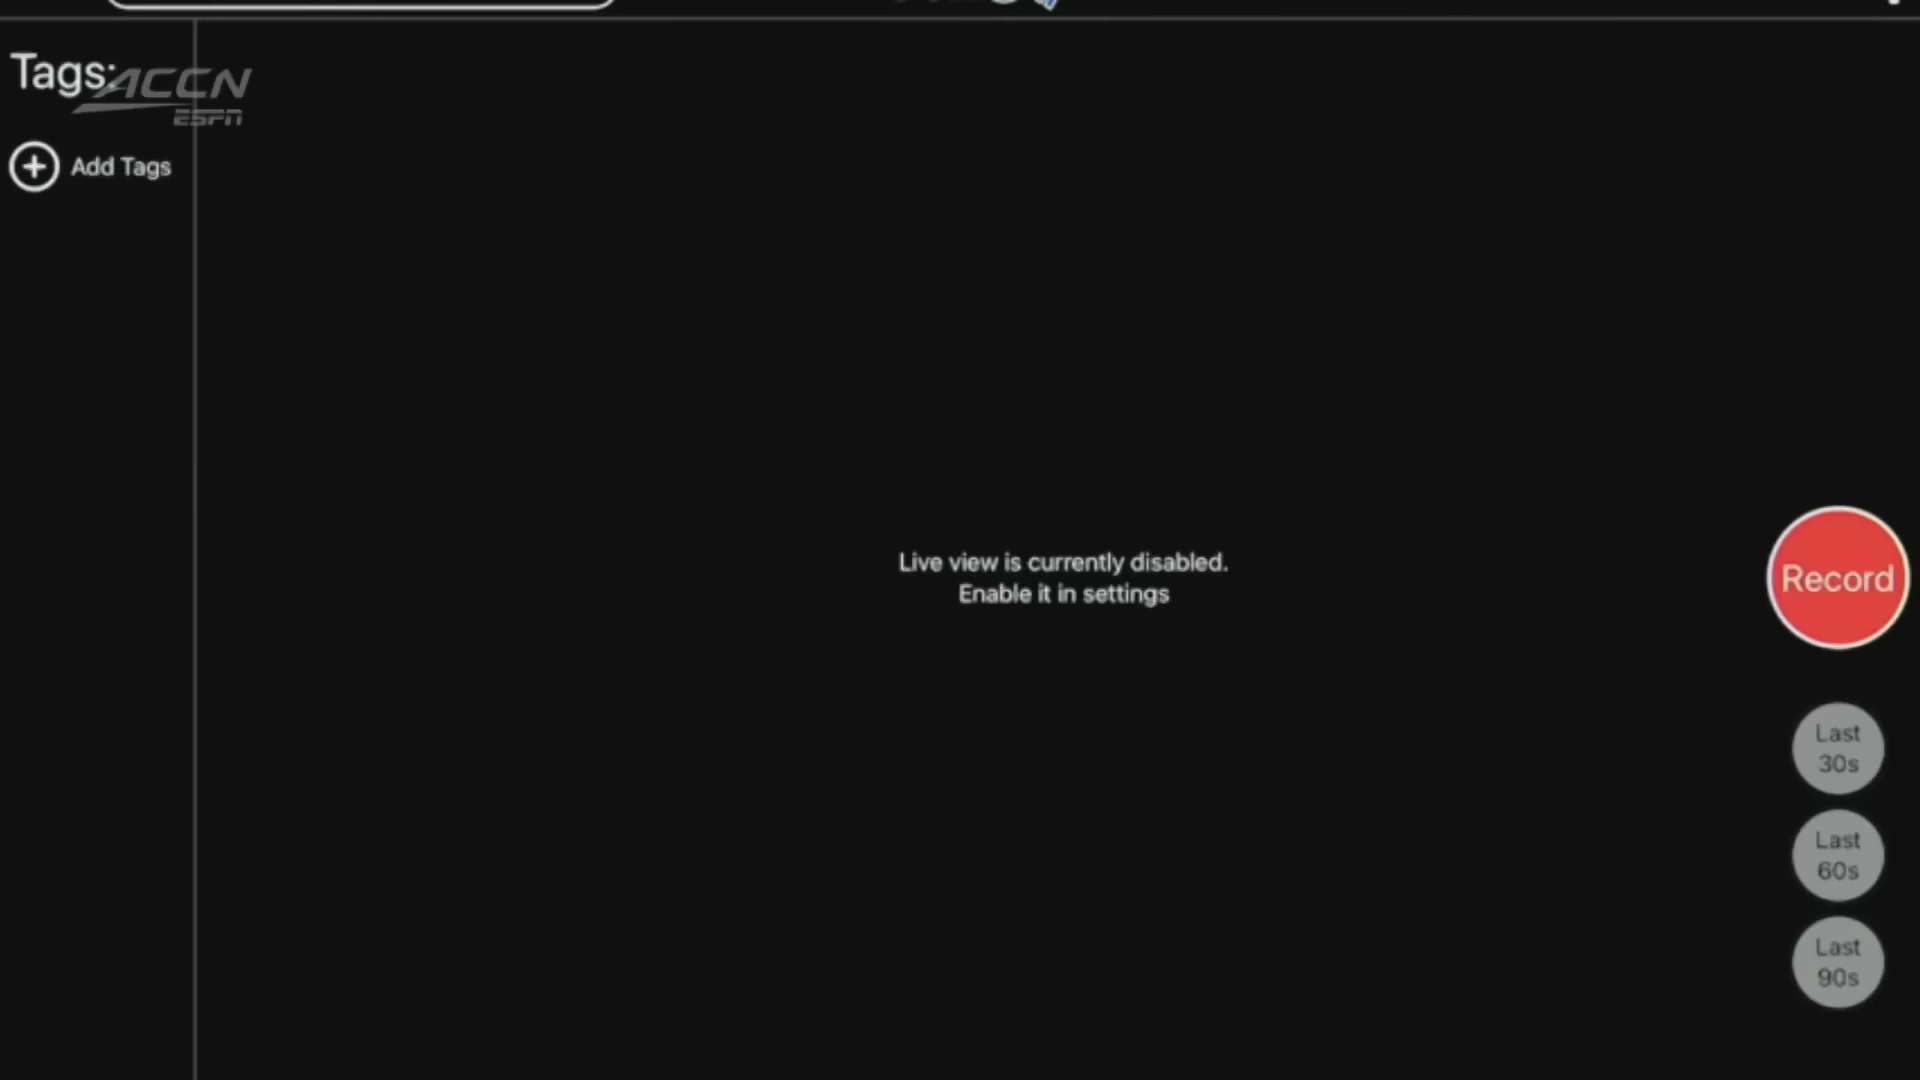 Tags:
ACCN
ESPN
Add Tags
Live view is currently disabled.
Enable it in settings
Record
Last
30s
Last
60s
Last
90s